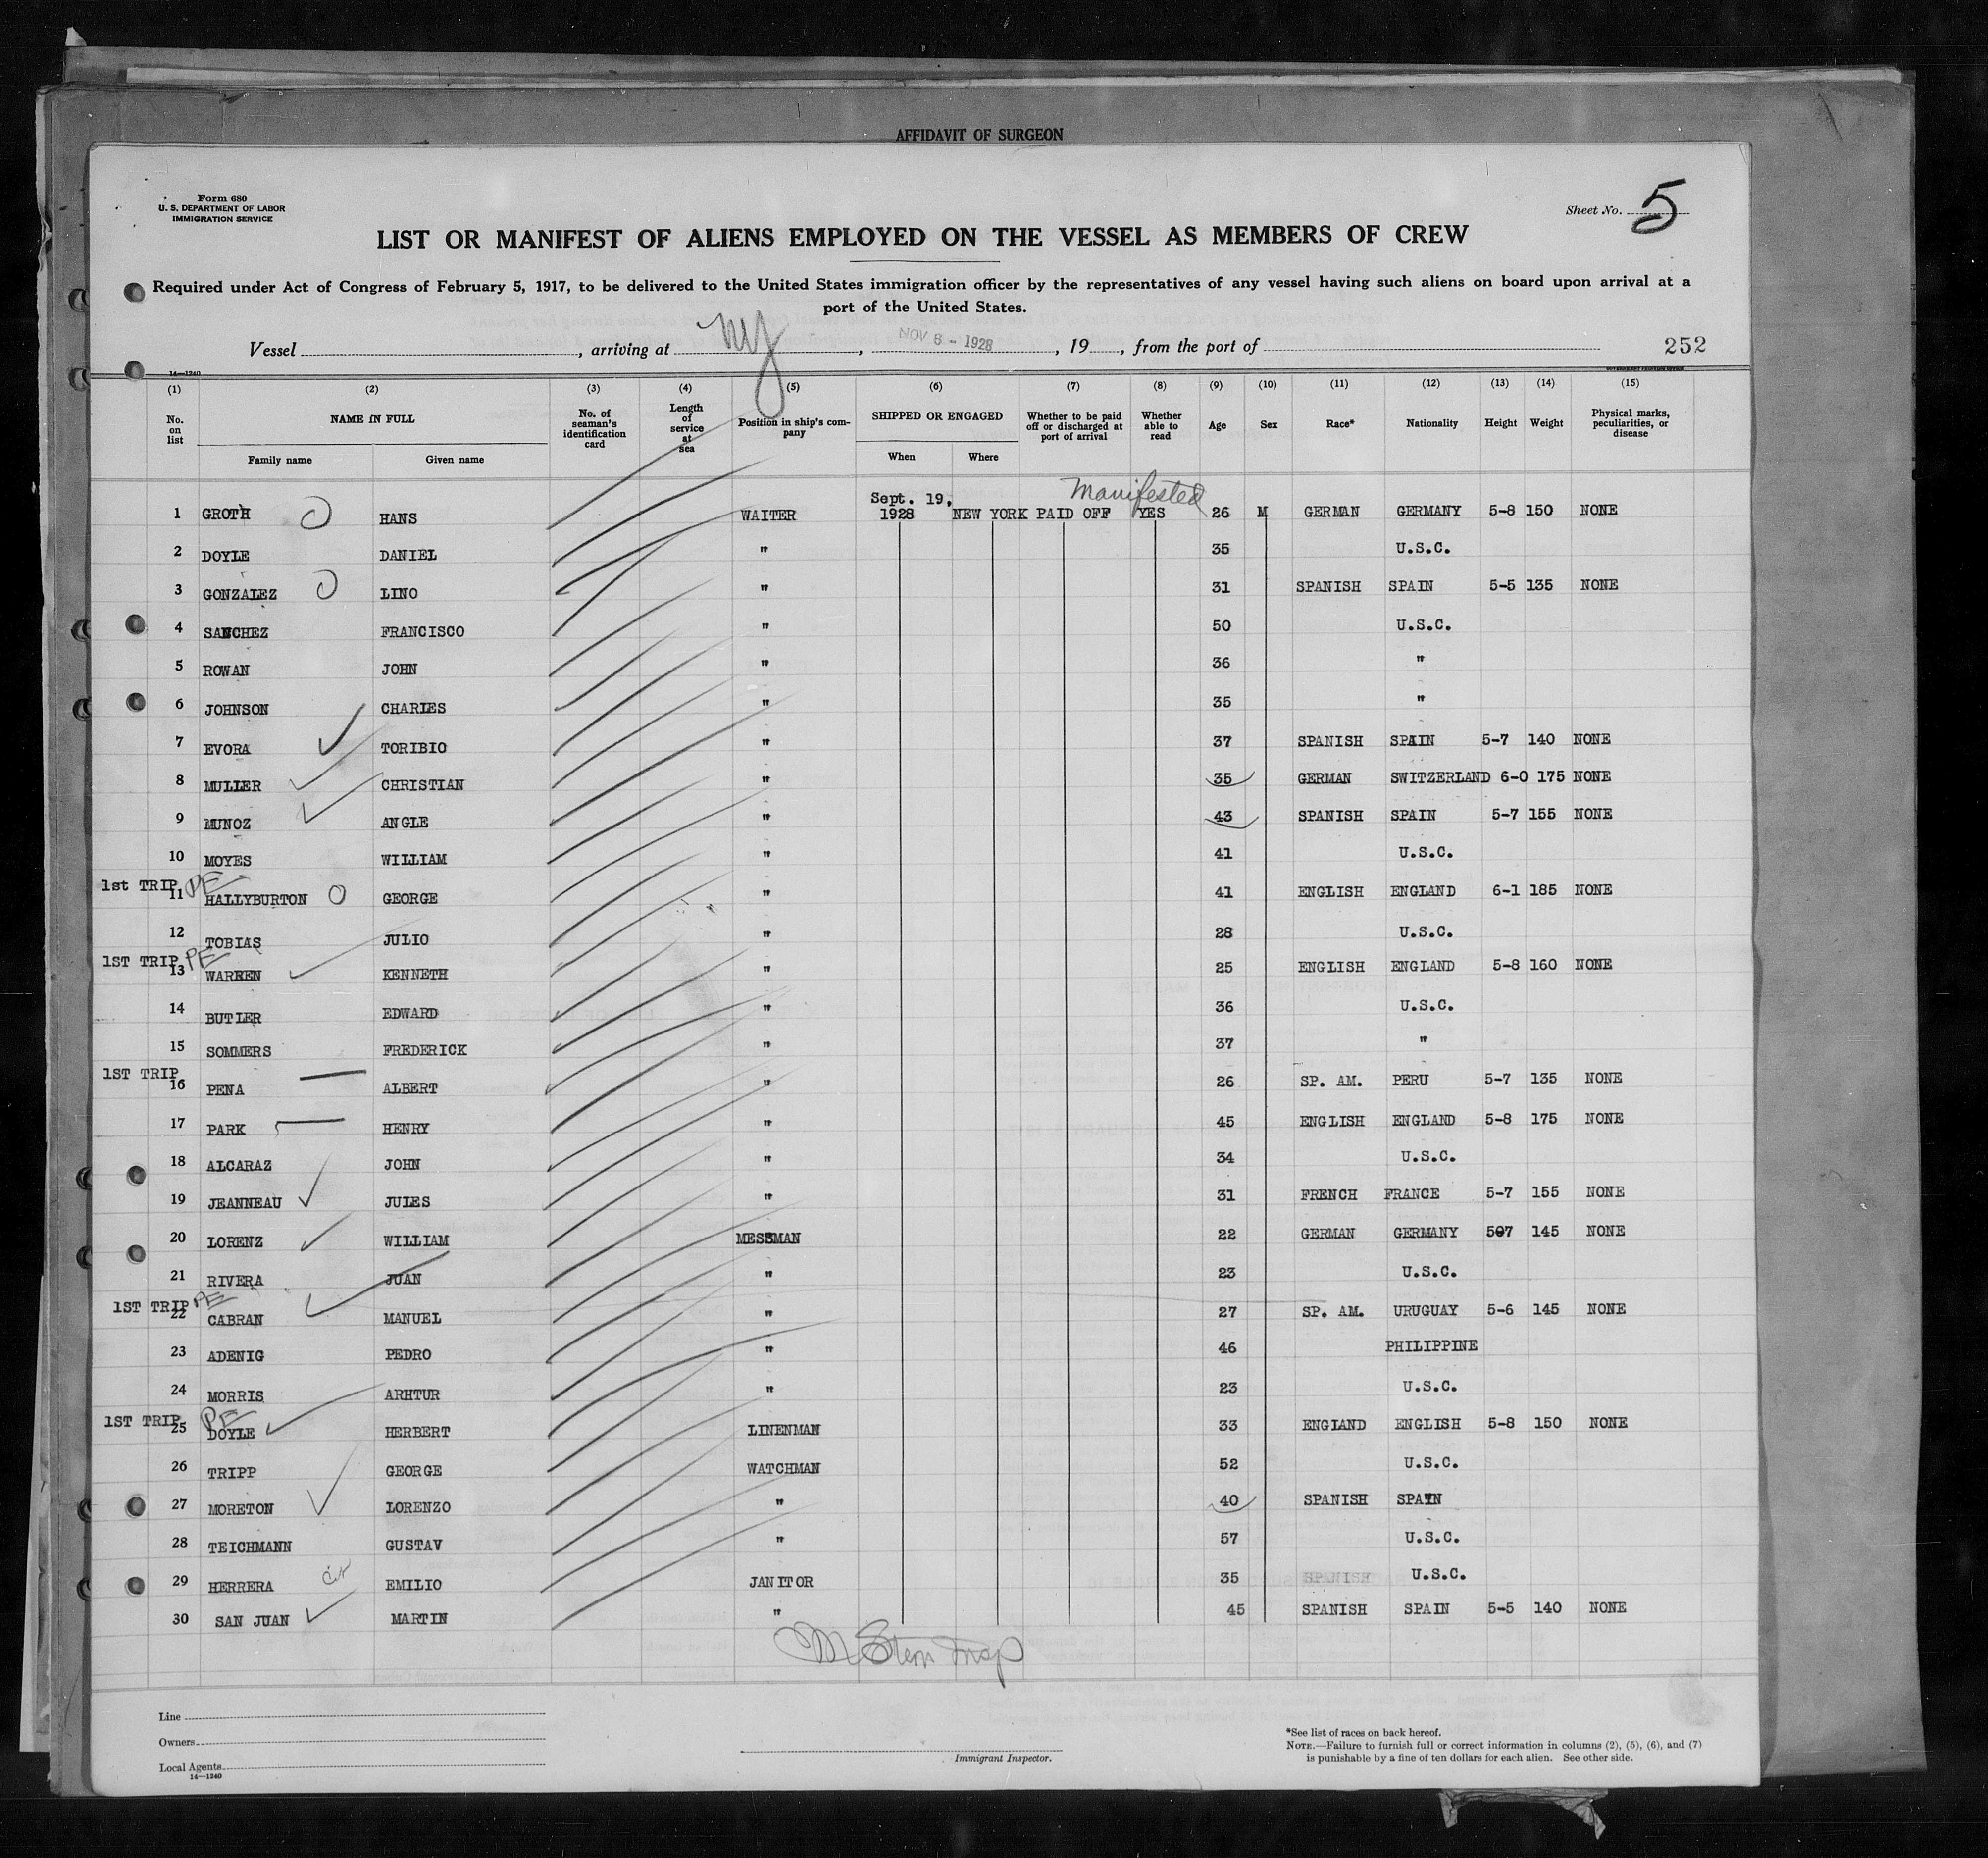 AFFIDAVIT OF SURGEON
Form 680
U. S. DEPARTMENT OF LABOR
IMMIGRATION SERVICE
Sheet No. 5
LIST OR MANIFEST OF ALIENS EMPLOYED ON THE VESSEL AS MEMBERS OF CREW
Required under Act of Congress of February 5, 1917, to be delivered to the United States immigration officer by the representatives of any vessel having such aliens on board upon arrival at a
port of the United States.
Vessel , arriving at NY , NOV 6 - 1928 , 19 , from the port of 252
14—1240
(1) (2) (3) (4) (5) (6) (7) (8) (9) (10) (11) (12) (13) (14) (15)
No. on list NAME IN FULL No. of seaman's identification card Length of service at sea Position in ship's company SHIPPED OR ENGAGED Whether to be paid off or discharged at port of arrival Whether able to read Age Sex Race* Nationality Height Weight Physical marks, peculiarities, or disease
Family name Given name When Where
Manifested
Sept. 19,
1 GROTH HANS WAITER 1928 NEW YORK PAID OFF YES 26 M GERMAN GERMANY 5-8 150 NONE
2 DOYLE DANIEL " 35 U.S.C.
3 GONZALEZ LINO " 31 SPANISH SPAIN 5-5 135 NONE
4 SANCHEZ FRANCISCO " 50 U.S.C.
5 ROWAN JOHN " 36 "
6 JOHNSON CHARLES " 35 "
7 EVORA TORIBIO " 37 SPANISH SPAIN 5-7 140 NONE
8 MULLER CHRISTIAN " 35 GERMAN SWITZERLAND 6-0 175 NONE
9 MUNOZ ANGLE " 43 SPANISH SPAIN 5-7 155 NONE
10 MOYES WILLIAM " 41 U.S.C.
1st TRIP PE
11 HALLYBURTON GEORGE " 41 ENGLISH ENGLAND 6-1 185 NONE
12 TOBIAS JULIO " 28 U.S.C.
1ST TRIP PE
13 WARREN KENNETH " 25 ENGLISH ENGLAND 5-8 160 NONE
14 BUTLER EDWARD " 36 U.S.C.
15 SOMMERS FREDERICK " 37 "
1ST TRIP
16 PENA ALBERT " 26 SP. AM. PERU 5-7 135 NONE
17 PARK HENRY " 45 ENGLISH ENGLAND 5-8 175 NONE
18 ALCARAZ JOHN " 34 U.S.C.
19 JEANNEAU JULES " 31 FRENCH FRANCE 5-7 155 NONE
20 LORENZ WILLIAM MESSMAN 22 GERMAN GERMANY 507 145 NONE
21 RIVERA JUAN " 23 U.S.C.
1ST TRIP PE
22 CABRAN MANUEL " 27 SP. AM. URUGUAY 5-6 145 NONE
23 ADENIG PEDRO " 46 PHILIPPINE
24 MORRIS ARHTUR " 23 U.S.C.
1ST TRIP PE
25 DOYLE HERBERT LINENMAN 33 ENGLAND ENGLISH 5-8 150 NONE
26 TRIPP GEORGE WATCHMAN 52 U.S.C.
27 MORETON LORENZO " 40 SPANISH SPAIN
28 TEICHMANN GUSTAV " 57 U.S.C.
29 HERRERA EMILIO JANITOR 35 SPANISH U.S.C.
30 SAN JUAN MARTIN " 45 SPANISH SPAIN 5-5 140 NONE
M Stern Insp
Line
Owners
Local Agents
14—1240
Immigrant Inspector.
*See list of races on back hereof.
NOTE.—Failure to furnish full or correct information in columns (2), (5), (6), and (7)
is punishable by a fine of ten dollars for each alien. See other side.